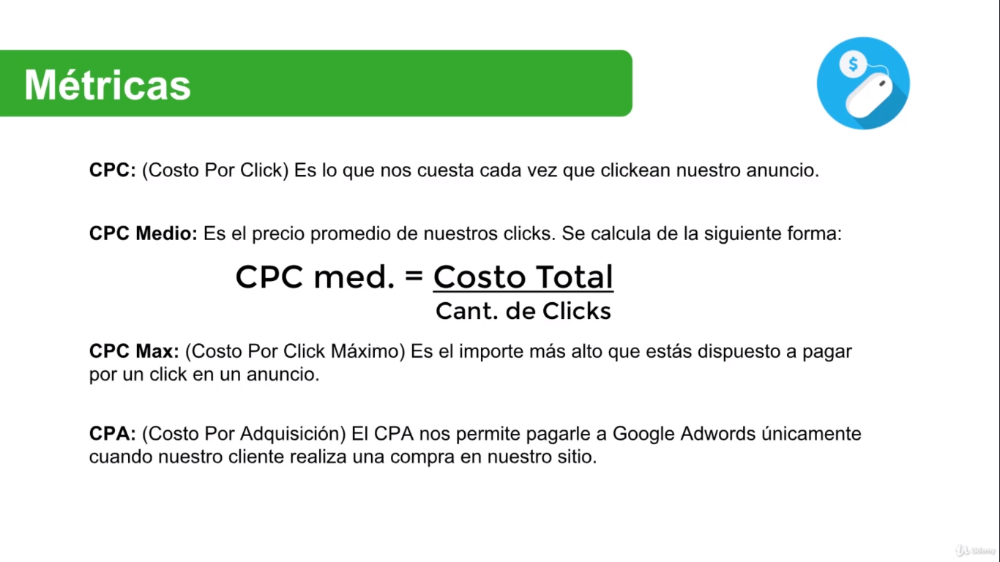 Métricas
$
CPC: (Costo Por Click) Es lo que nos cuesta cada vez que clickean nuestro anuncio.
CPC Medio: Es el precio promedio de nuestros clicks. Se calcula de la siguiente forma:
CPC med. = Costo Total
Cant. de Clicks
CPC Max: (Costo Por Click Máximo) Es el importe más alto que estás dispuesto a pagar
por un click en un anuncio.
CPA: (Costo Por Adquisición) El CPA nos permite pagarle a Google Adwords únicamente
cuando nuestro cliente realiza una compra en nuestro sitio.
Udemy